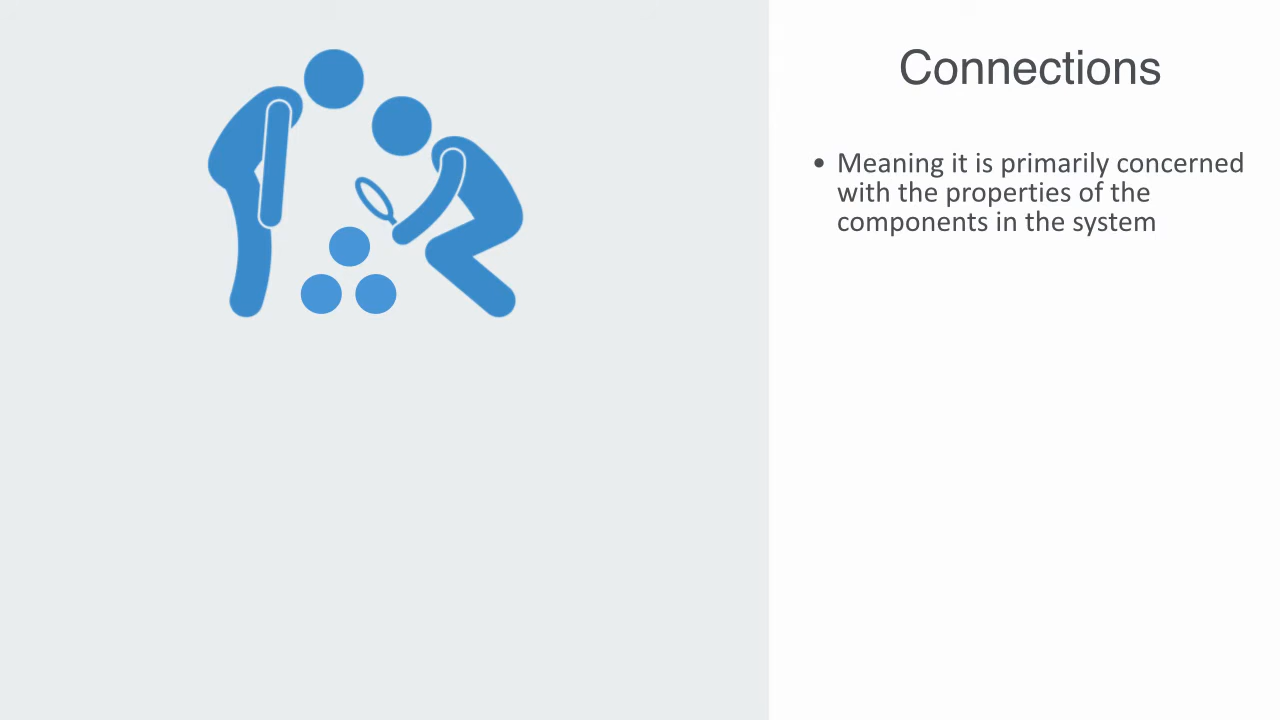 Connections
• Meaning it is primarily concerned
with the properties of the
components in the system